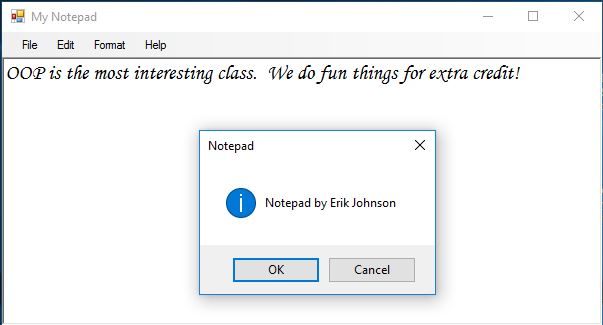 My Notepad
File Edit Format Help
OOP is the most interesting class.  We do fun things for extra credit!
Notepad
Notepad by Erik Johnson
OK Cancel